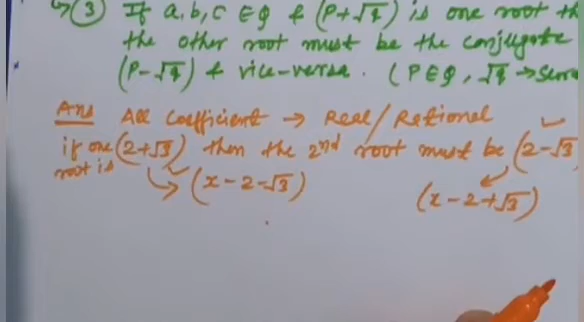 ③ If a,b,c ∈ Q & (P+√q) is one root th
the other root must be the conjugate
(P-√q) & vice-versa. (P∈Q, √q → Surd
Ans All Coefficient → Real/Rational
if one (2+√3) then the 2nd root must be (2-√3
root is
(x-2-√3)
(x-2+√3)